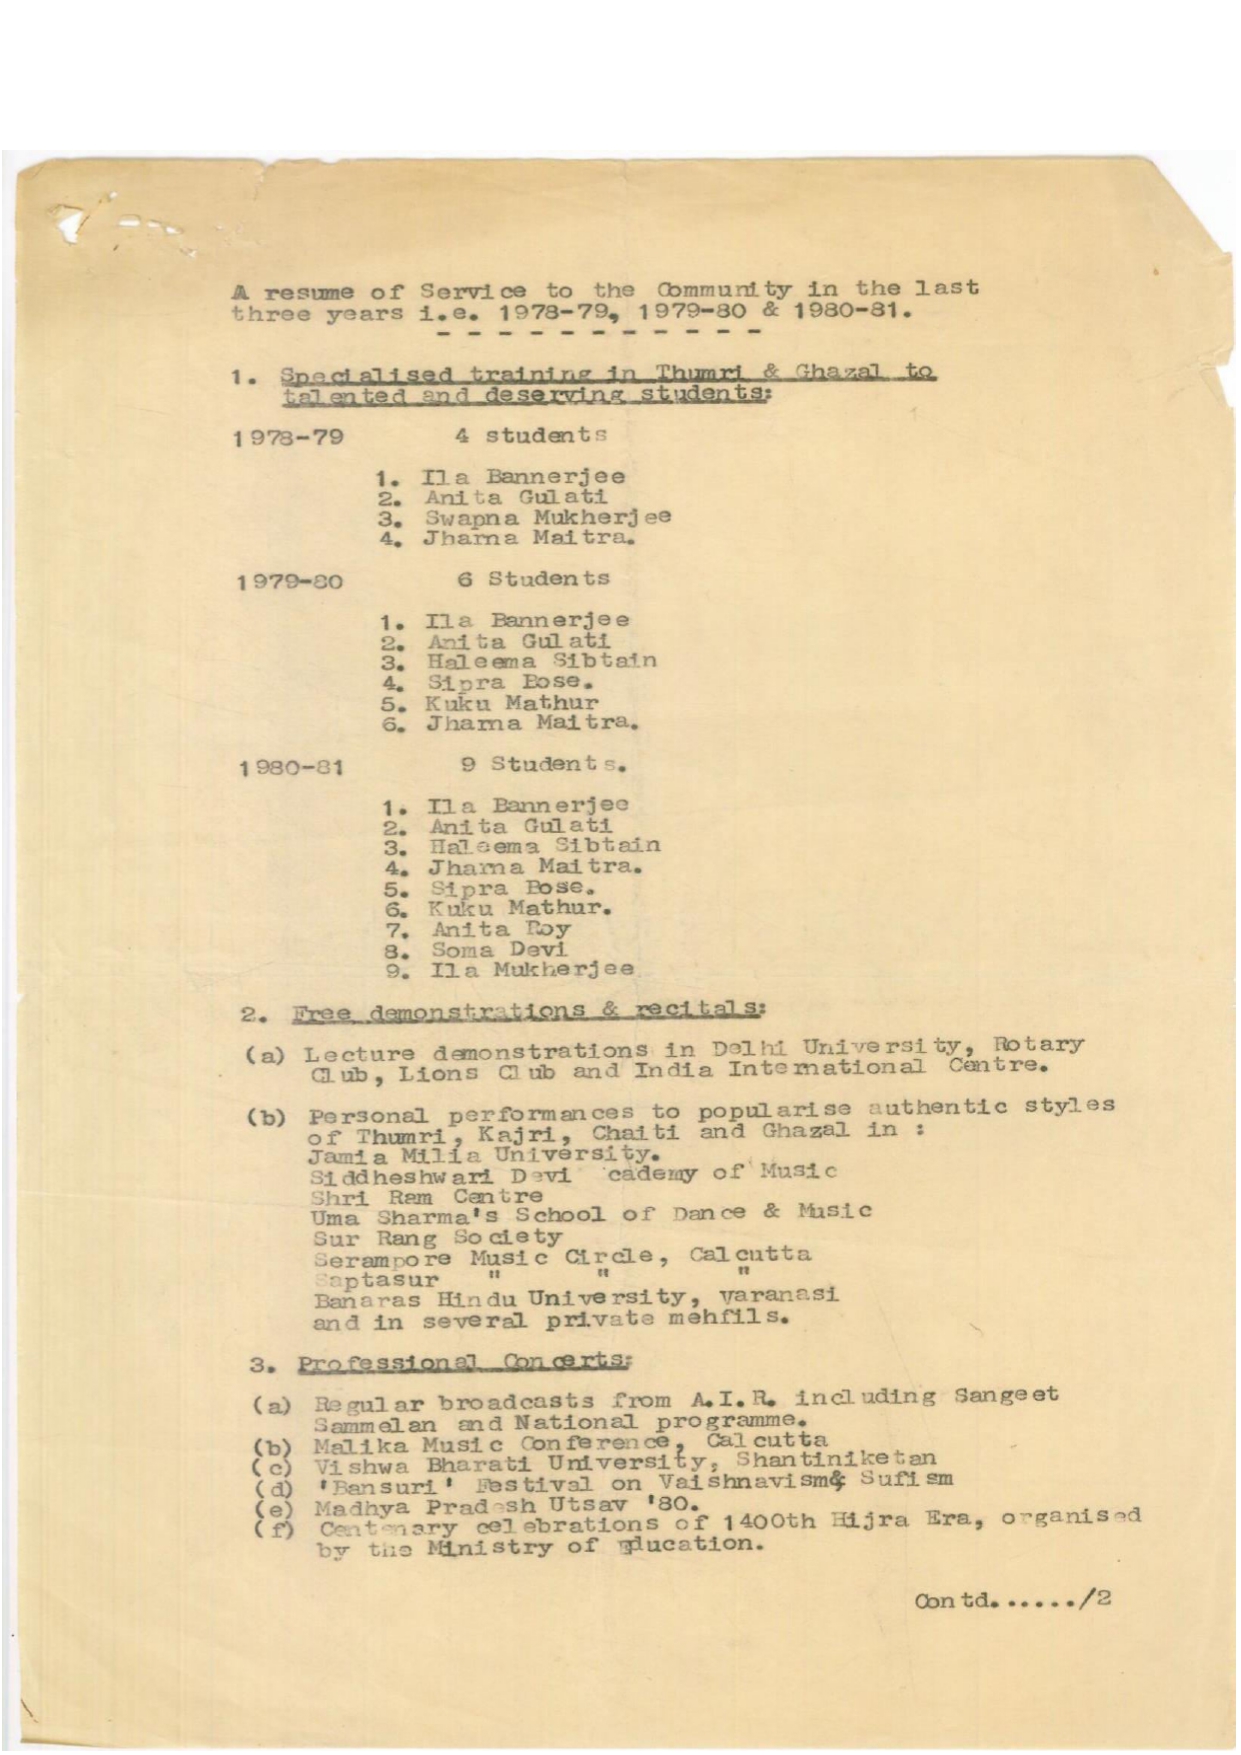 A resume of Service to the Community in the last
three years i.e. 1978-79, 1979-80 & 1980-81.
- - - - - - - - - - -
1. Specialised training in Thumri & Ghazal to
talented and deserving students:
1978-79 4 students
1. Ila Bannerjee
2. Anita Gulati
3. Swapna Mukherjee
4. Jharna Maitra.
1979-80 6 Students
1. Ila Bannerjee
2. Anita Gulati
3. Haleema Sibtain
4. Sipra Bose.
5. Kuku Mathur
6. Jharna Maitra.
1980-81 9 Students.
1. Ila Bannerjee
2. Anita Gulati
3. Haleema Sibtain
4. Jharna Maitra.
5. Sipra Bose.
6. Kuku Mathur.
7. Anita Roy
8. Soma Devi
9. Ila Mukherjee
2. Free demonstrations & recitals:
(a) Lecture demonstrations in Delhi University, Rotary
Club, Lions Club and India International Centre.
(b) Personal performances to popularise authentic styles
of Thumri, Kajri, Chaiti and Ghazal in :
Jamia Milia University.
Siddheshwari Devi cademy of Music
Shri Ram Centre
Uma Sharma's School of Dance & Music
Sur Rang Society
Serampore Music Circle, Calcutta
Saptasur " " "
Banaras Hindu University, Varanasi
and in several private mehfils.
3. Professional Concerts:
(a) Regular broadcasts from A.I.R. including Sangeet
Sammelan and National programme.
(b) Malika Music Conference, Calcutta
(c) Vishwa Bharati University, Shantiniketan
(d) 'Bansuri' Festival on Vaishnavism& Sufism
(e) Madhya Pradesh Utsav '80.
(f) Centenary celebrations of 1400th Hijra Era, organised
by the Ministry of Education.
Contd....../2